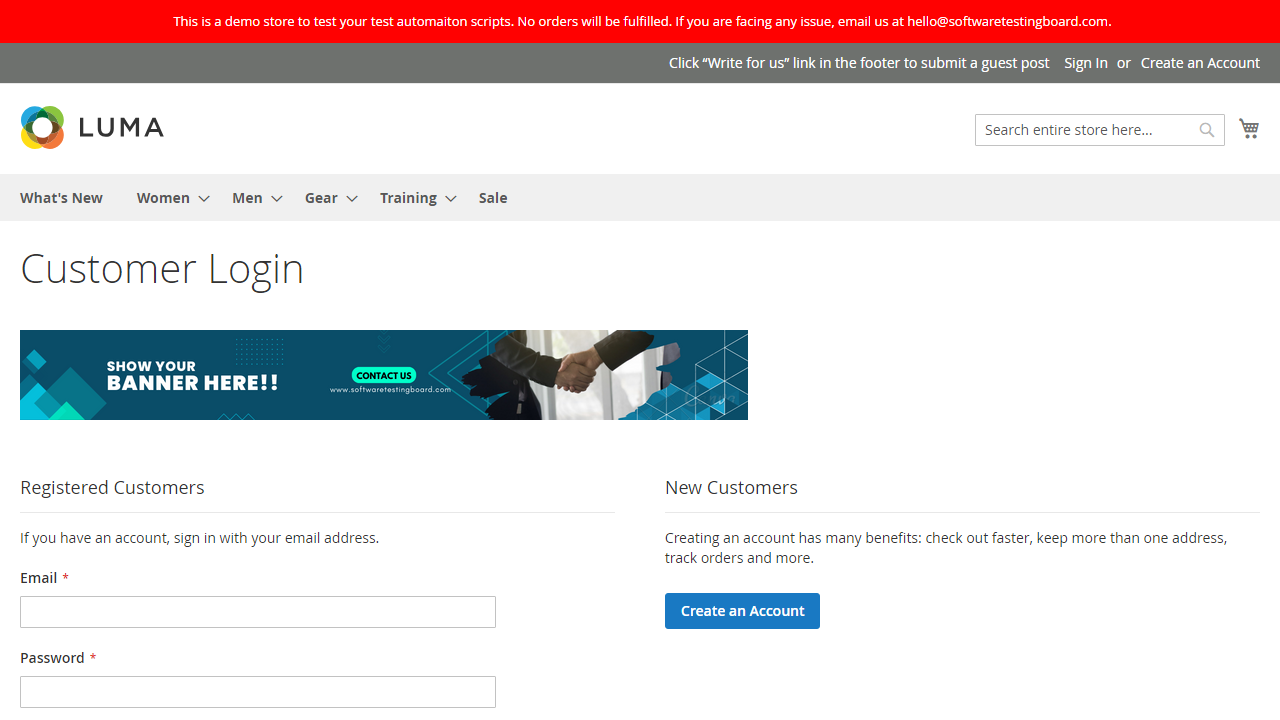 This is a demo store to test your test automaiton scripts. No orders will be fulfilled. If you are facing any issue, email us at hello@softwaretestingboard.com.
Click “Write for us” link in the footer to submit a guest post Sign In or Create an Account
LUMA
Search entire store here...
What's New Women Men Gear Training Sale
Customer Login
SHOW YOUR
BANNER HERE!!
CONTACT US
www.softwaretestingboard.com
Registered Customers
If you have an account, sign in with your email address.
Email *
Password *
New Customers
Creating an account has many benefits: check out faster, keep more than one address,
track orders and more.
Create an Account